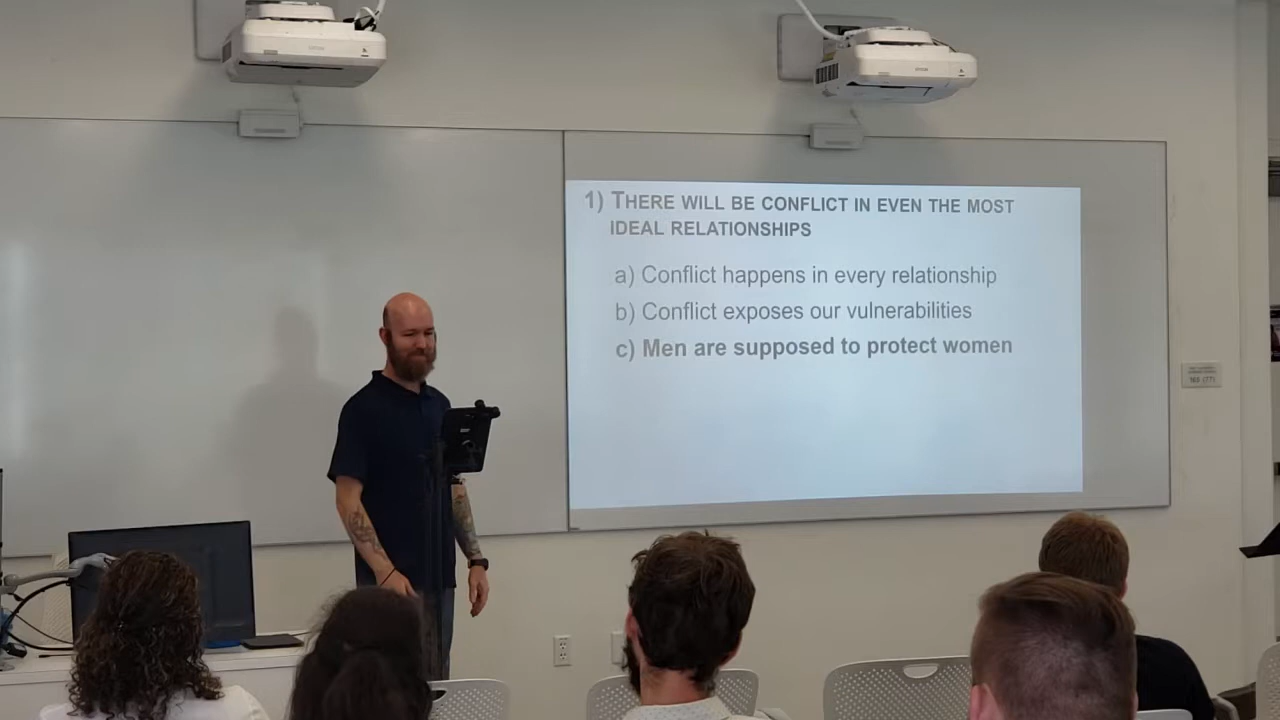 1) THERE WILL BE CONFLICT IN EVEN THE MOST
IDEAL RELATIONSHIPS
a) Conflict happens in every relationship
b) Conflict exposes our vulnerabilities
c) Men are supposed to protect women